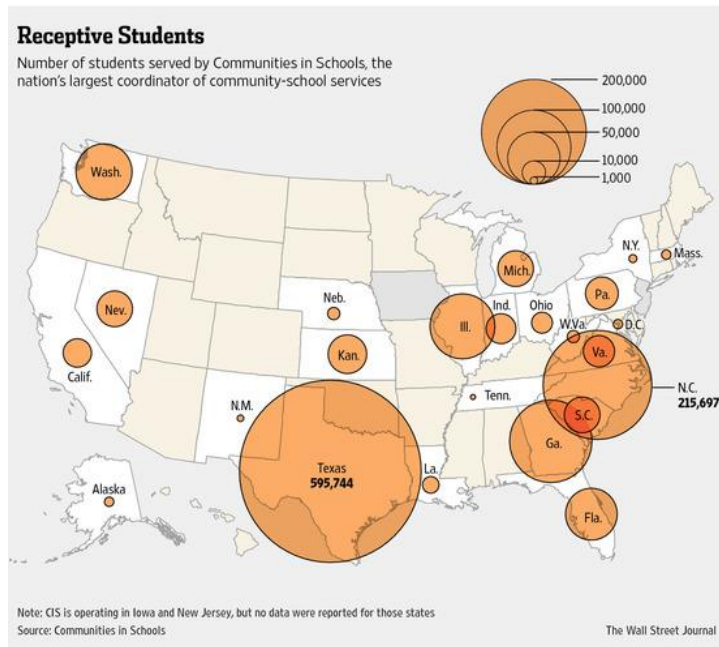 Receptive Students
Number of students served by Communities in Schools, the
nation's largest coordinator of community-school services
200,000
100,000
50,000
10,000
1,000
Wash.
N.Y.
Mass.
Mich.
Neb.
Ind.
Ohio
Pa.
Nev.
Ill.
W.Va.
D.C.
Kan.
Va.
Calif.
N.C.
215,697
Tenn.
N.M.
S.C.
Ga.
Texas
595,744
La.
Alaska
Fla.
Note: CIS is operating in Iowa and New Jersey, but no data were reported for those states
Source: Communities in Schools
The Wall Street Journal